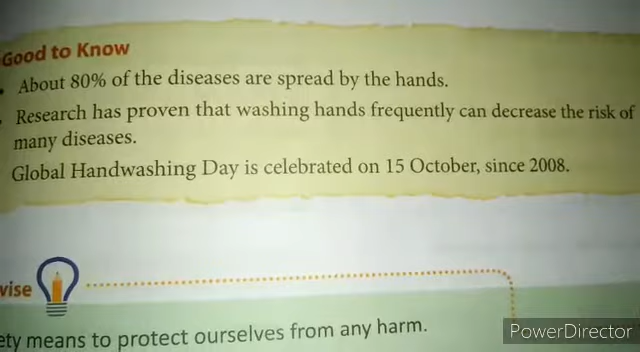 Good to Know
About 80% of the diseases are spread by the hands.
Research has proven that washing hands frequently can decrease the risk of
many diseases.
Global Handwashing Day is celebrated on 15 October, since 2008.
means to protect ourselves from any harm.
PowerDirector